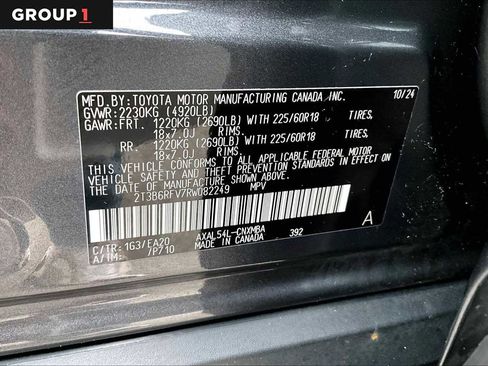 GROUP 1
MFD.BY:TOYOTA MOTOR MANUFACTURING CANADA INC. 10/24
GVWR:2230KG (4920LB)
GAWR:FRT. 1220KG (2690LB) WITH 225/60R18 TIRES,
18x7.0J RIMS
RR. 1220KG (2690LB) WITH 225/60R18 TIRES,
18x7.0J RIMS
THIS VEHICLE CONFORMS TO ALL APPLICABLE FEDERAL MOTOR
VEHICLE SAFETY AND THEFT PREVENTION STANDARDS IN EFFECT
ON THE DATE OF MANUFACTURE SHOWN ABOVE.
2T3B6RFV7RW082249 MPV
A
C/TR:163/EA20 AXAL54L-CNXMBA 392
A/TM: /P710 MADE IN CANADA